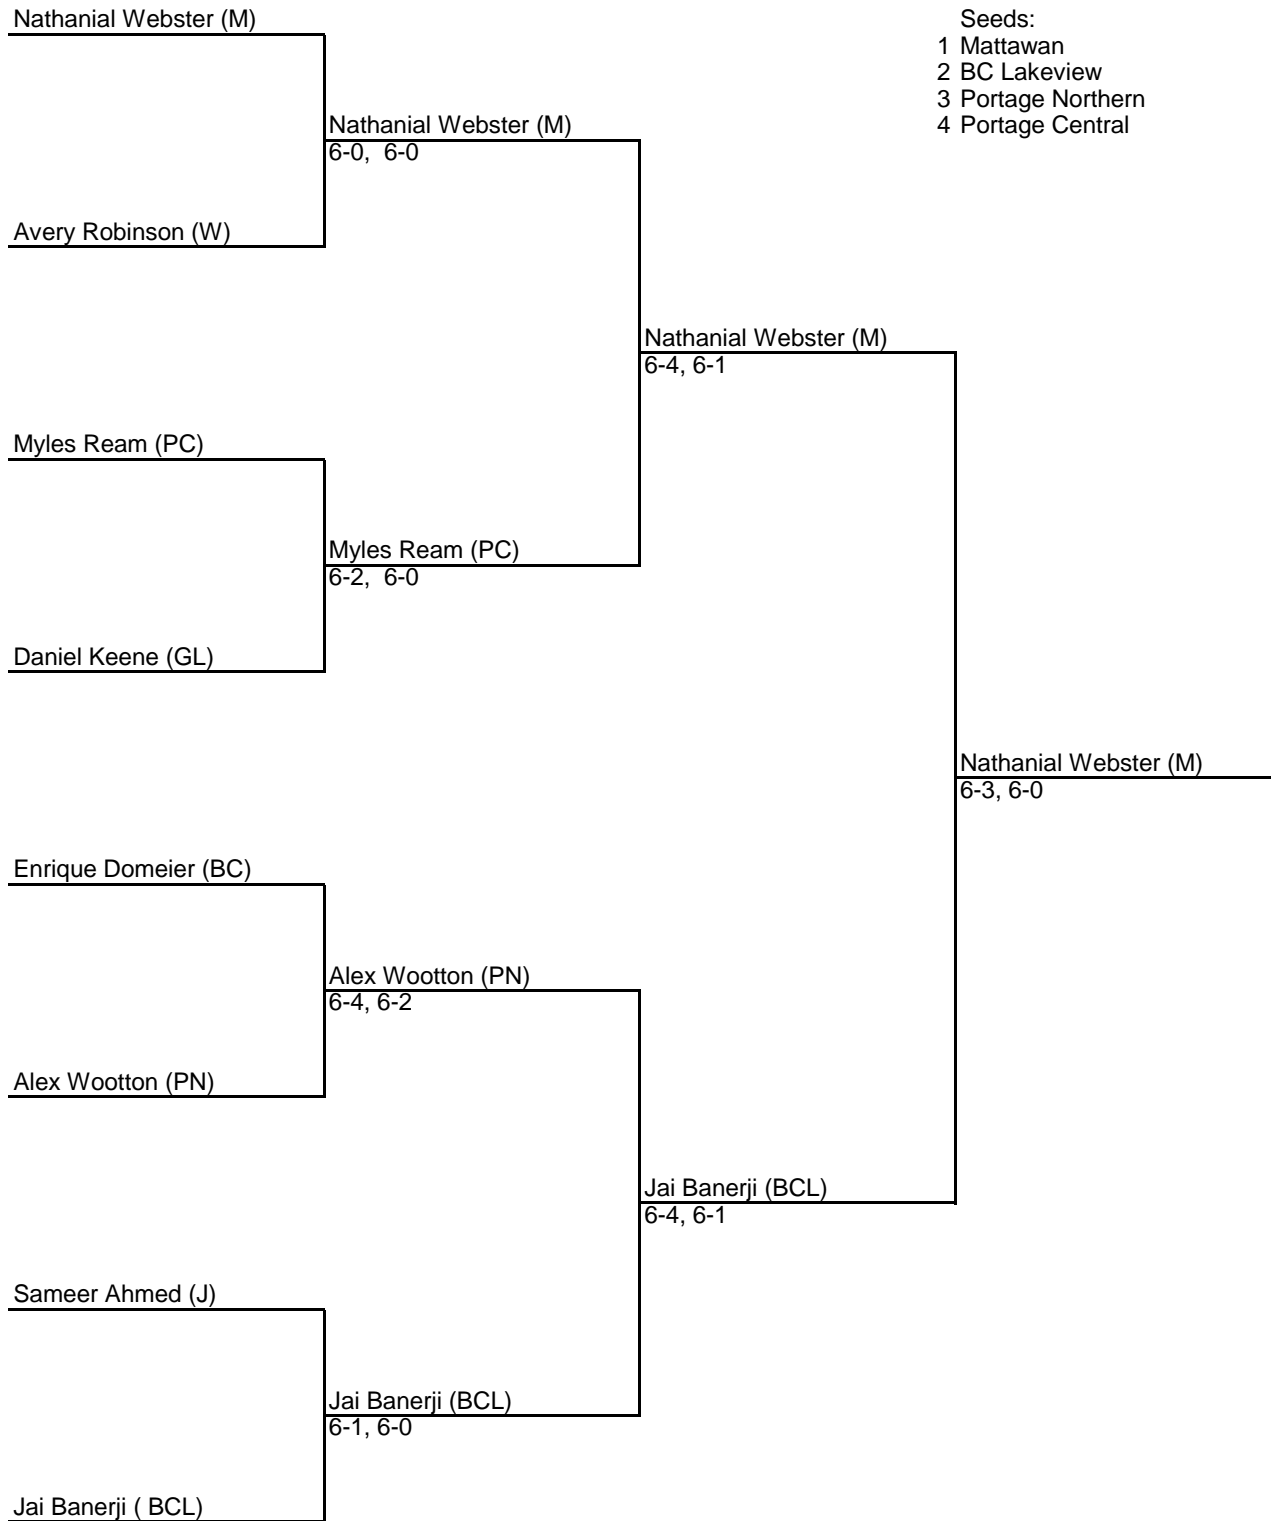 Nathanial Webster (M)
Seeds:
1 Mattawan
2 BC Lakeview
3 Portage Northern
4 Portage Central
Nathanial Webster (M)
6-0,  6-0
Avery Robinson (W)
Nathanial Webster (M)
6-4, 6-1
Myles Ream (PC)
Myles Ream (PC)
6-2,  6-0
Daniel Keene (GL)
Nathanial Webster (M)
6-3, 6-0
Enrique Domeier (BC)
Alex Wootton (PN)
6-4, 6-2
Alex Wootton (PN)
Jai Banerji (BCL)
6-4, 6-1
Sameer Ahmed (J)
Jai Banerji (BCL)
6-1, 6-0
Jai Banerji ( BCL)